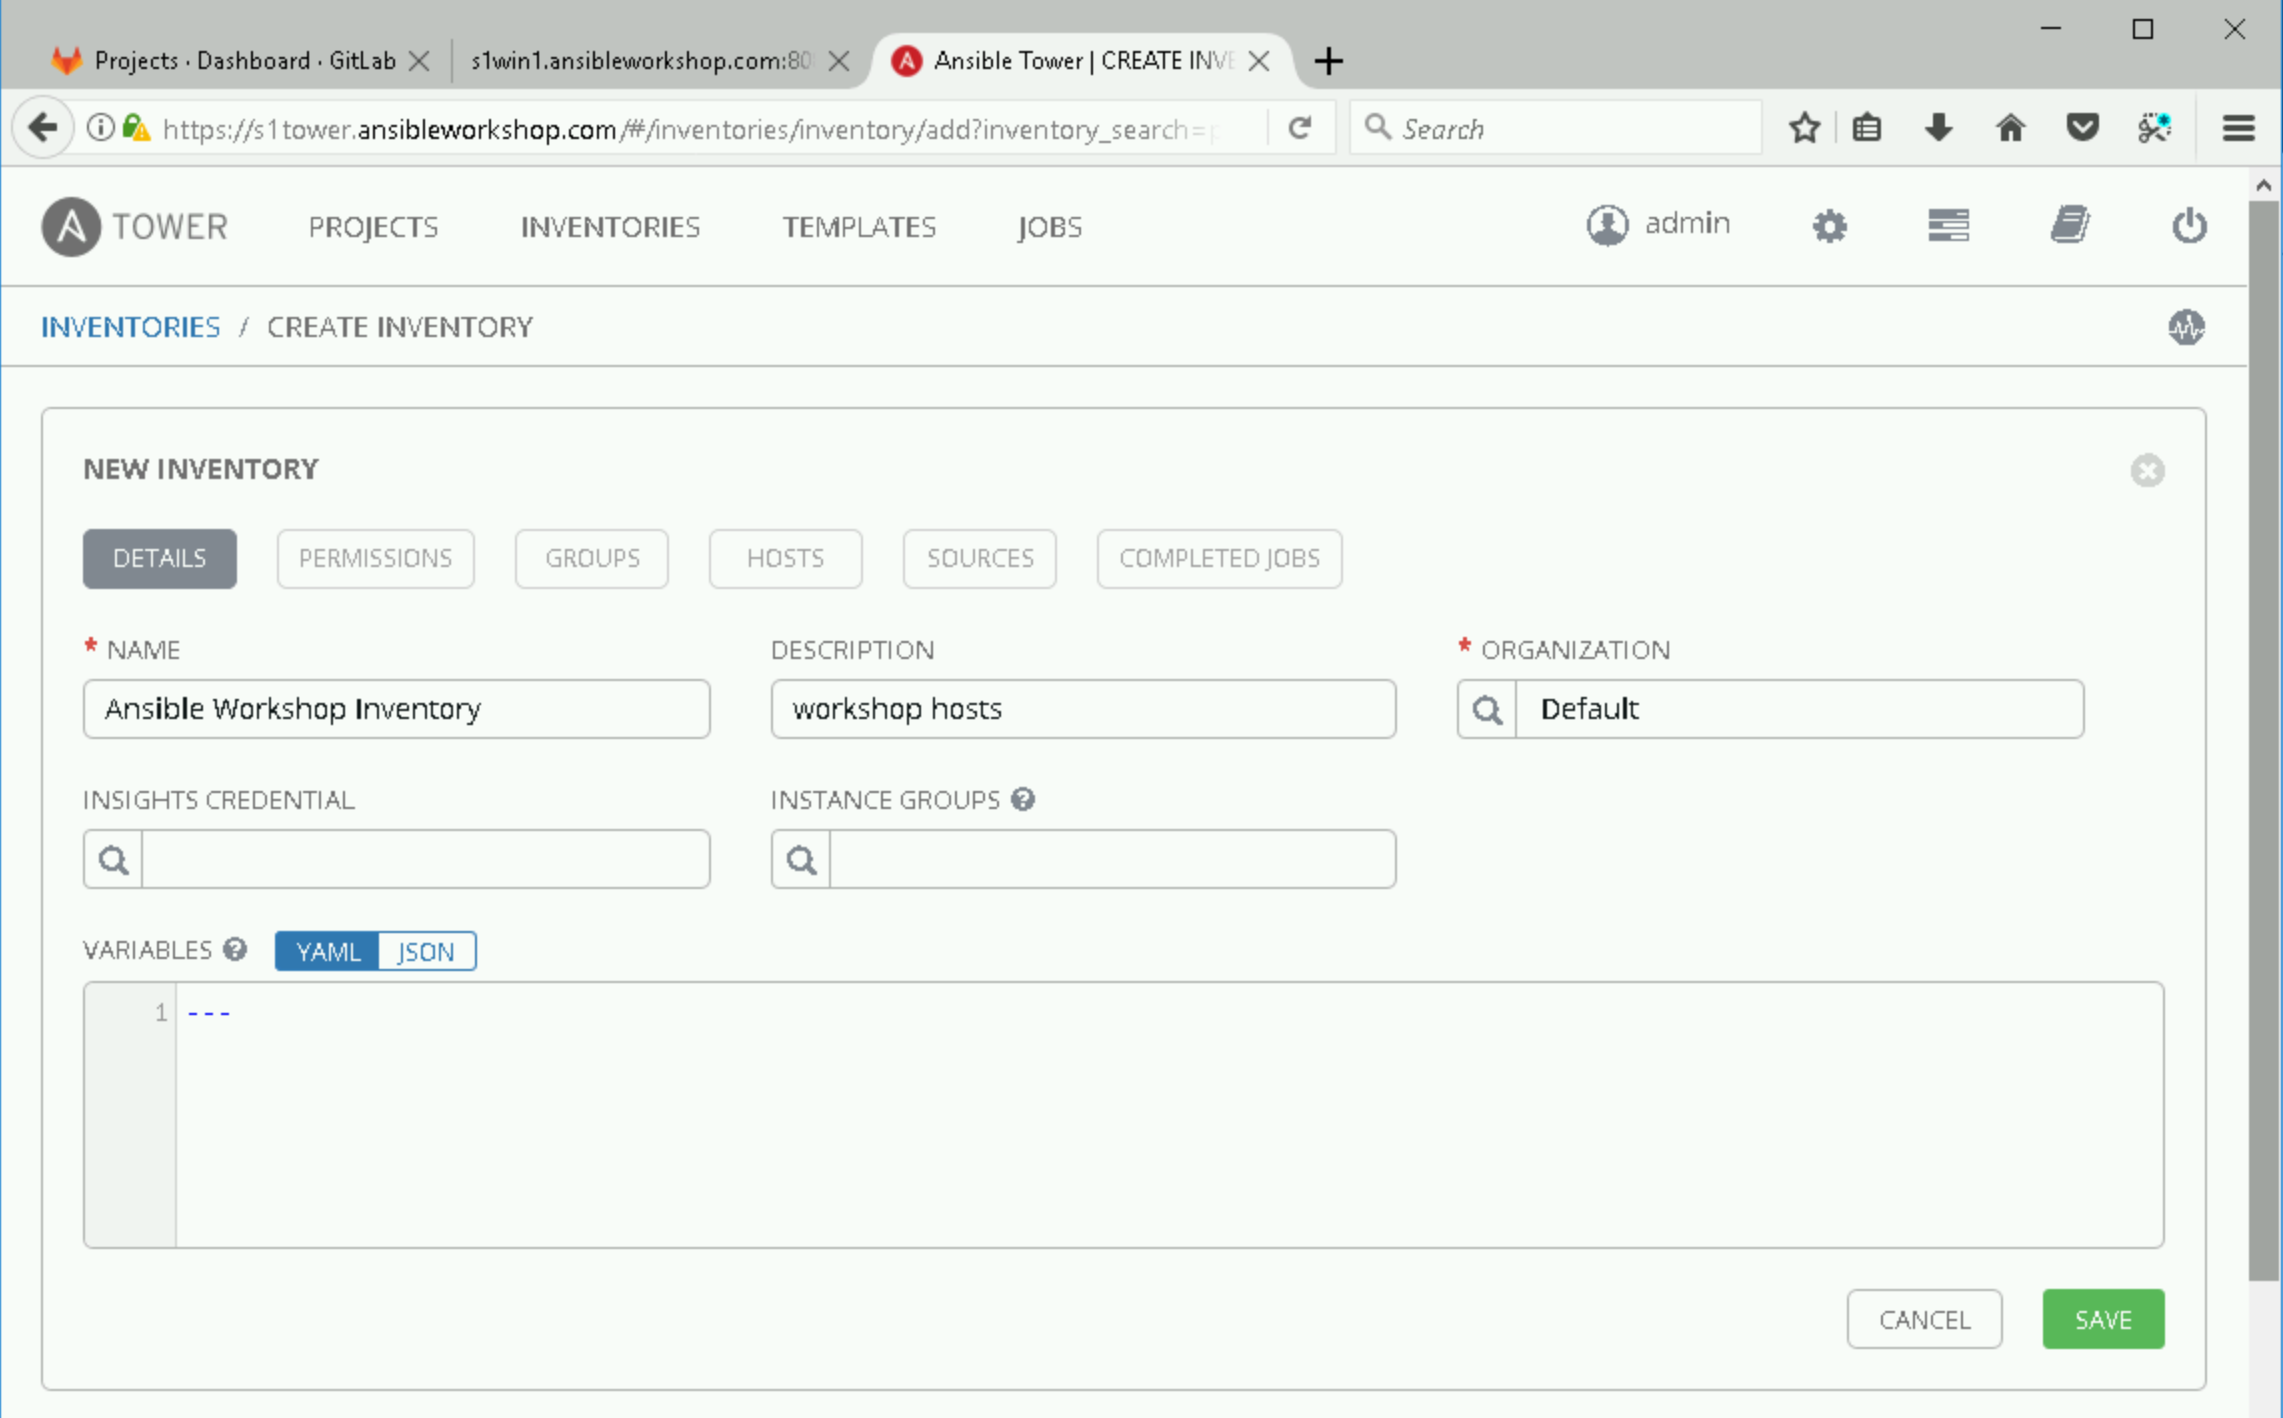 Projects · Dashboard · GitLab
s1win1.ansibleworkshop.com:80
Ansible Tower | CREATE INVE
https://s1tower.ansibleworkshop.com/#/inventories/inventory/add?inventory_search=p
Search
A TOWER PROJECTS INVENTORIES TEMPLATES JOBS admin
INVENTORIES / CREATE INVENTORY
NEW INVENTORY
DETAILS PERMISSIONS GROUPS HOSTS SOURCES COMPLETED JOBS
* NAME DESCRIPTION * ORGANIZATION
Ansible Workshop Inventory workshop hosts Default
INSIGHTS CREDENTIAL INSTANCE GROUPS ?
VARIABLES ? YAML JSON
1 ---
CANCEL SAVE